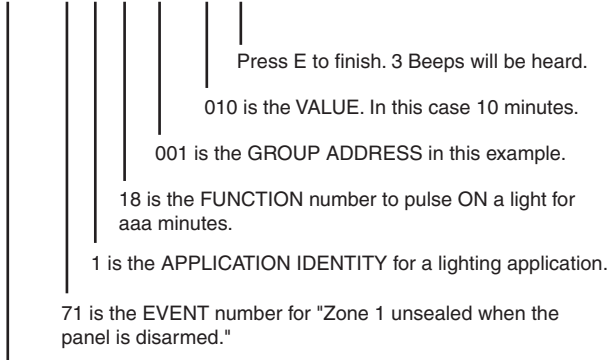 Press E to finish. 3 Beeps will be heard.
010 is the VALUE. In this case 10 minutes.
001 is the GROUP ADDRESS in this example.
18 is the FUNCTION number to pulse ON a light for
aaa minutes.
1 is the APPLICATION IDENTITY for a lighting application.
71 is the EVENT number for "Zone 1 unsealed when the
panel is disarmed."